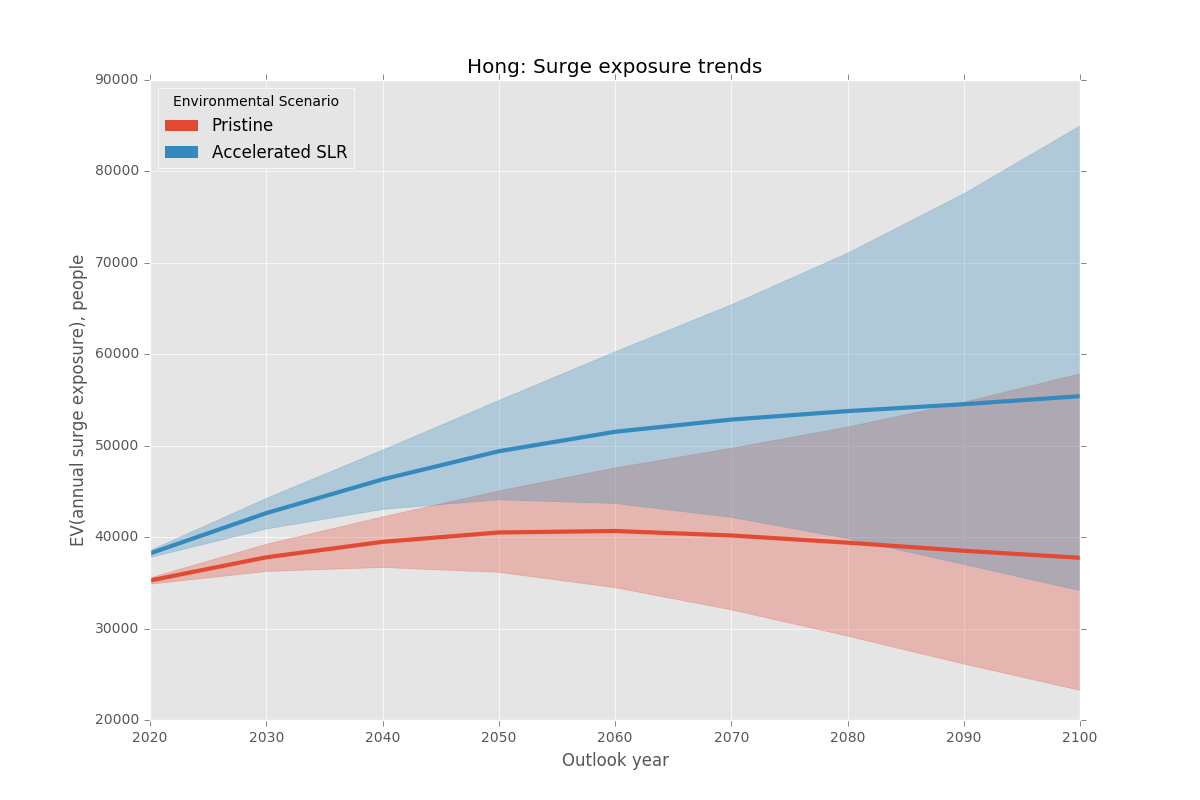 Hong: Surge exposure trends
90000
80000
70000
60000
50000
40000
30000
20000
EV(annual surge exposure), people
Environmental Scenario
Pristine
Accelerated SLR
2020 2030 2040 2050 2060 2070 2080 2090 2100
Outlook year